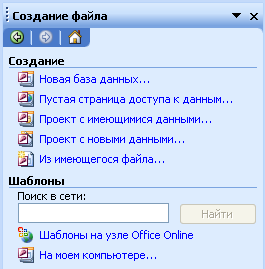 Создание файла
Создание
Новая база данных...
Пустая страница доступа к данным...
Проект с имеющимися данными...
Проект с новыми данными...
Из имеющегося файла...
Шаблоны
Поиск в сети:
Найти
Шаблоны на узле Office Online
На моем компьютере...